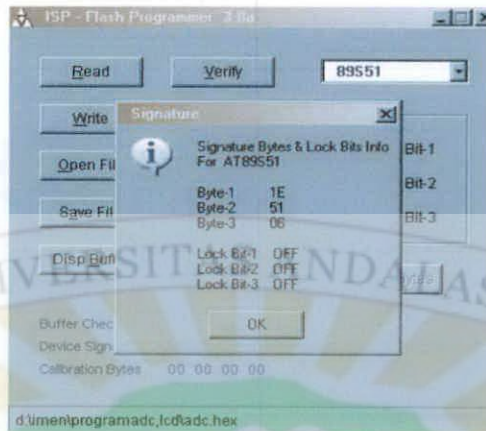 ISP - Flash Programmer 3.0a
Read Verify 89S51
Write
Open Fil
Save Fil
Disp Buff
Signature
Signature Bytes & Lock Bits Info
For AT89S51
Byte-1 1E
Byte-2 51
Byte-3 06
Lock Bit-1 OFF
Lock Bit-2 OFF
Lock Bit-3 OFF
OK
Bit-1
Bit-2
Bit-3
Buffer Chec
Device Sign
Callibration Bytes 00 00 00 00
d:\imen\programadc,lcd\adc.hex